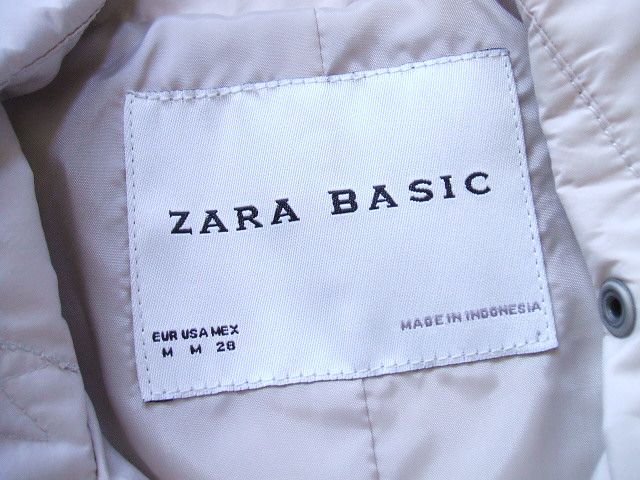 ZARA BASIC
EUR USA MEX
M M 28
MADE IN INDONESIA